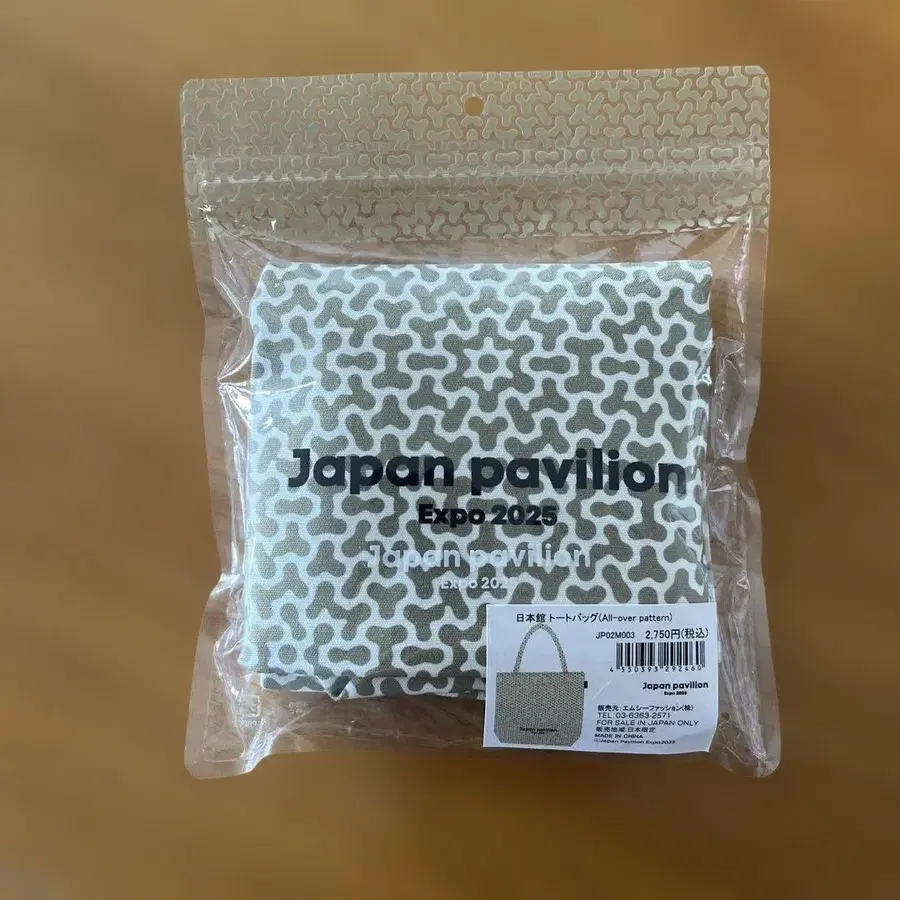 Japan pavilion
Expo 2025
Japan pavilion
Expo 2025
日本館 トートバッグ(All-over pattern)
JP02M003 2,750円(税込)
4 550393 292460
Japan pavilion
Expo 2025
販売元:エムシーファッション(株)
TEL:03-6363-2571
FOR SALE IN JAPAN ONLY
販売地域:日本限定
MADE IN CHINA
©Japan Pavilion Expo2025